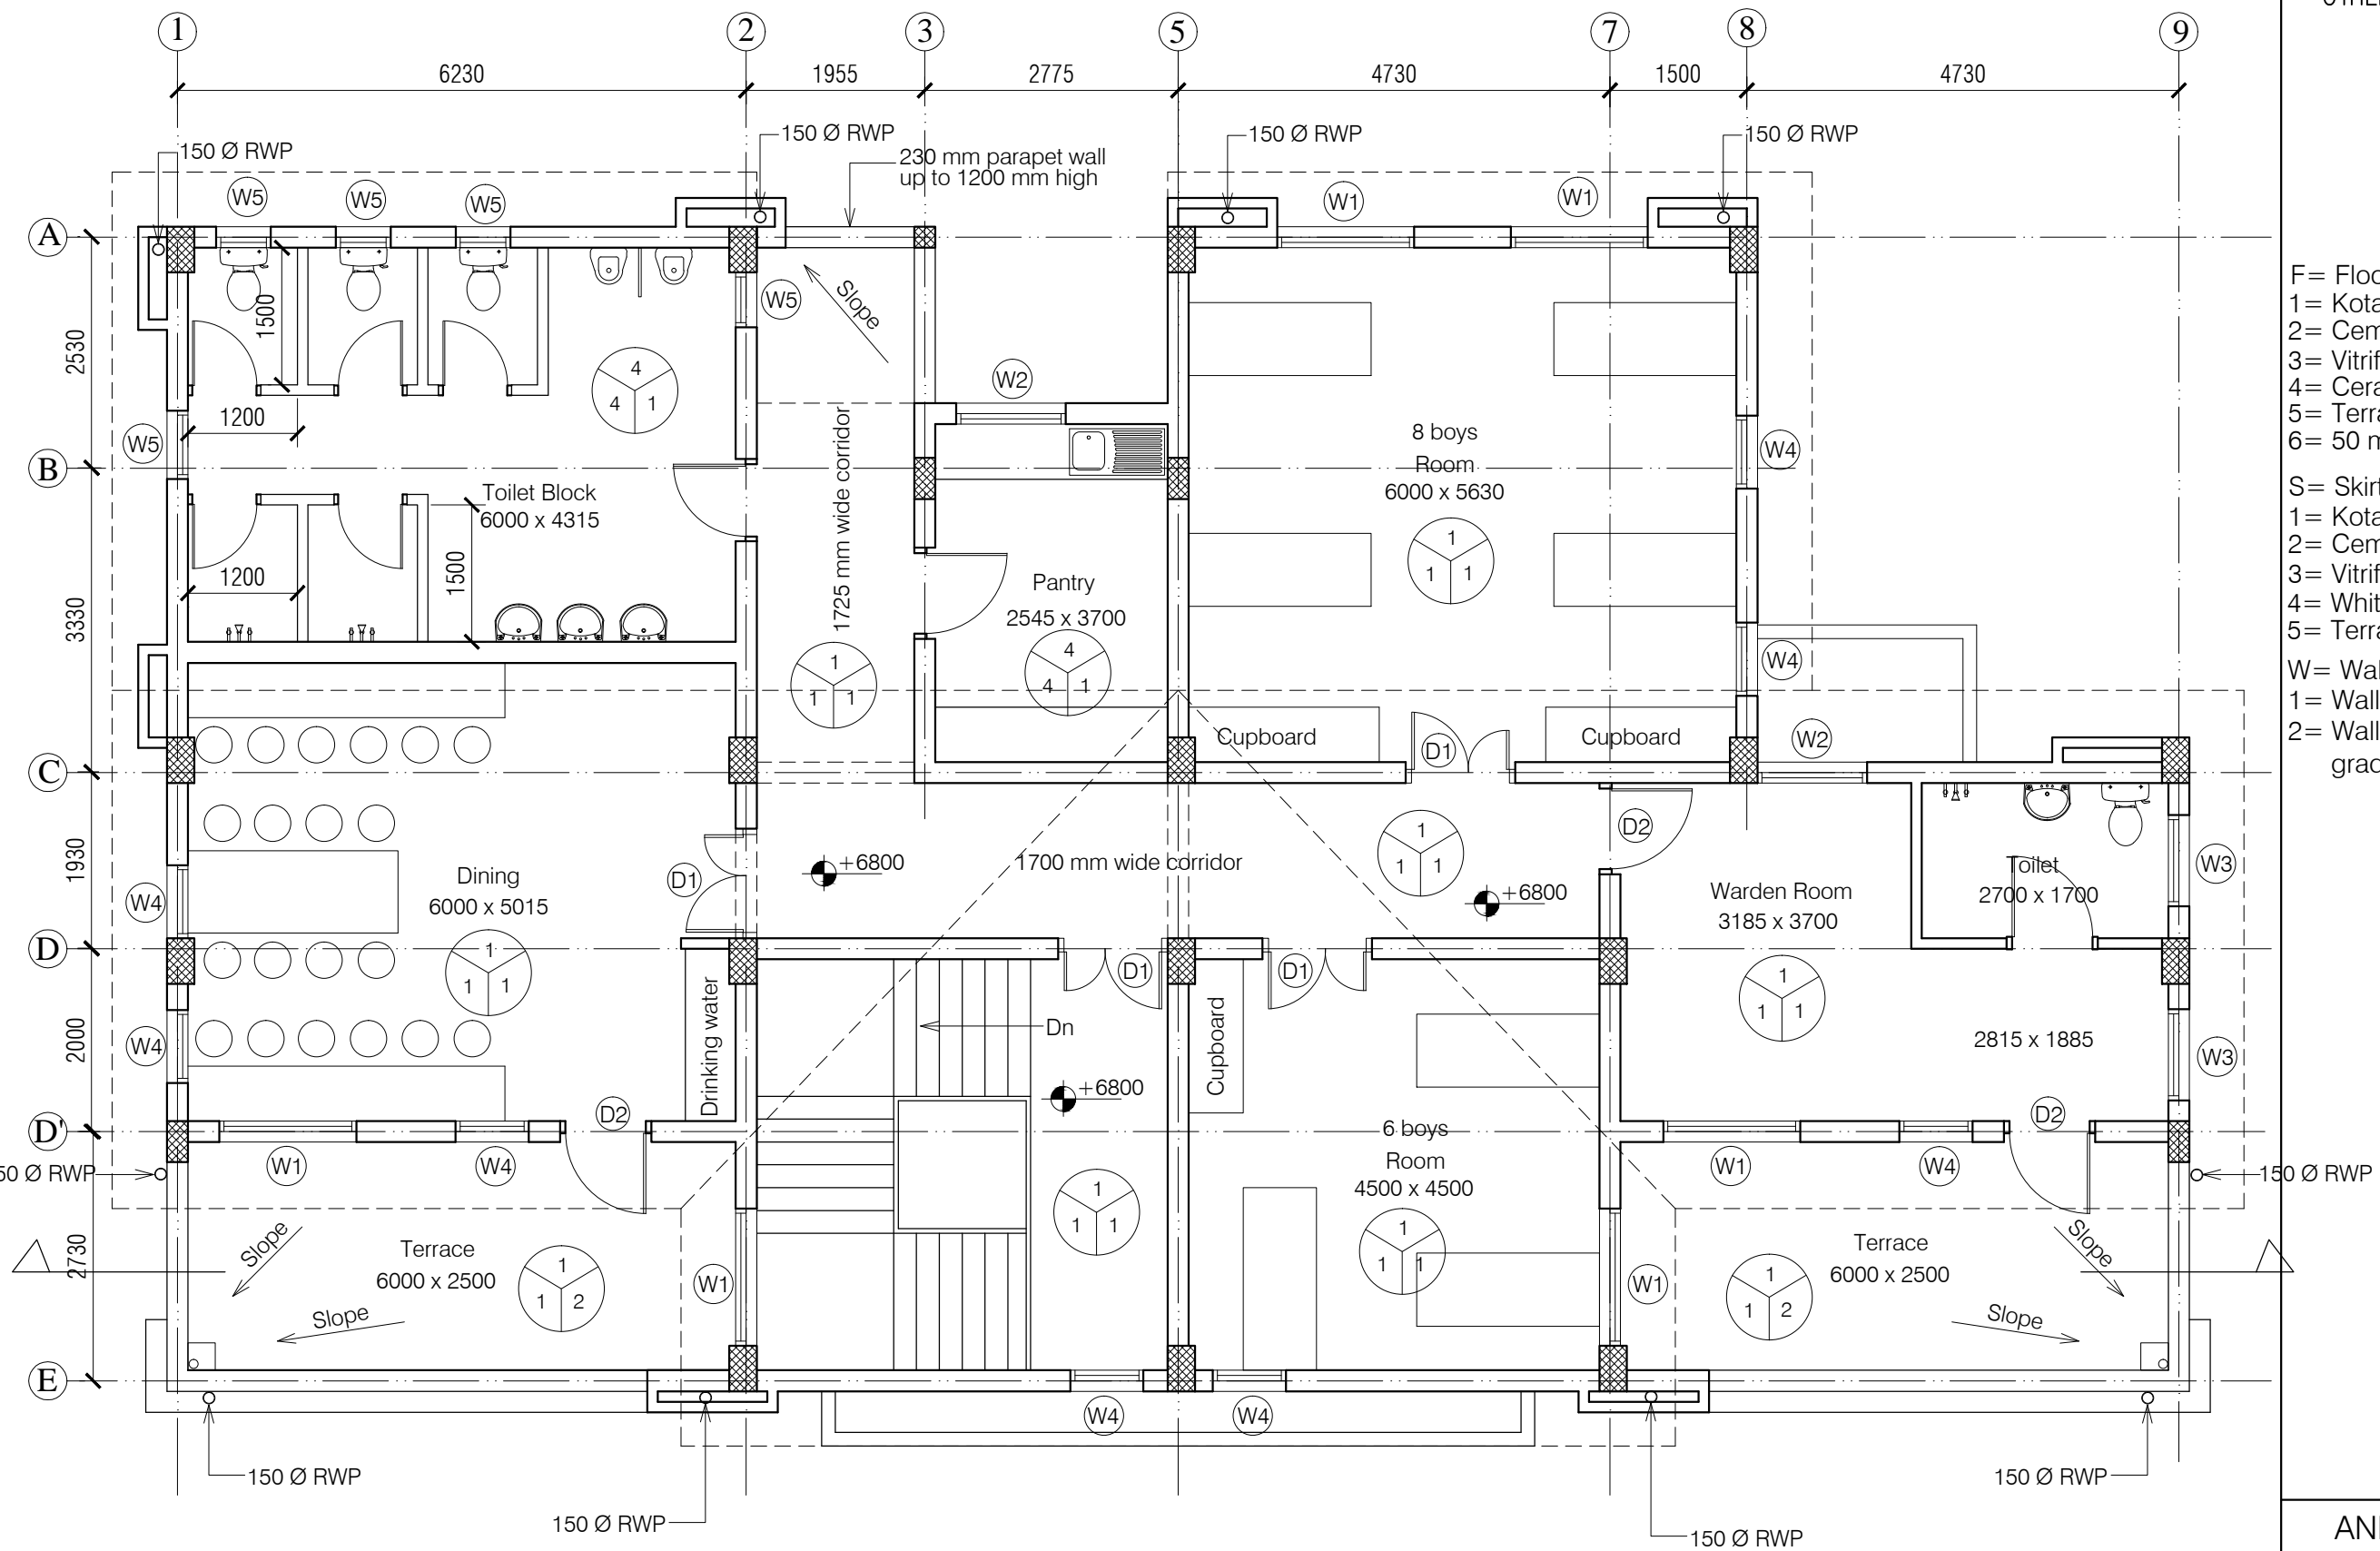 1
2
3
5
7
8
9
6230
1955
2775
4730
1500
4730
150 Ø RWP
150 Ø RWP
150 Ø RWP
150 Ø RWP
230 mm parapet wall
up to 1200 mm high
W5
W5
W5
W1
W1
A
2530
1500
W5
Slope
4
4 1
W2
1200
W5
B
Toilet Block
6000 x 4315
1725 mm wide corridor
8 boys
Room
6000 x 5630
W4
1
1 1
3330
1200
1500
Pantry
2545 x 3700
4
4 1
1
1 1
W4
Cupboard
D1
Cupboard
W2
C
1930
W4
Dining
6000 x 5015
1
1 1
D1
+6800
1700 mm wide corridor
1
1 1
+6800
D2
Warden Room
3185 x 3700
Toilet
2700 x 1700
W3
D
2000
W4
Drinking water
D1
D1
Dn
Cupboard
+6800
1
1 1
2815 x 1885
W3
D'
D2
W1
W4
6 boys
Room
4500 x 4500
1
1 1
1
1 1
D2
W1
W4
50 Ø RWP
150 Ø RWP
2730
Slope
Slope
Terrace
6000 x 2500
1
1 2
W1
W1
Terrace
6000 x 2500
1
1 2
Slope
Slope
E
W4
W4
150 Ø RWP
150 Ø RWP
150 Ø RWP
150 Ø RWP
F= Floo
1= Kota
2= Cem
3= Vitrif
4= Cera
5= Terra
6= 50 m
S= Skirt
1= Kota
2= Cem
3= Vitrif
4= Whit
5= Terra
W= Wal
1= Wall
2= Wall
grad